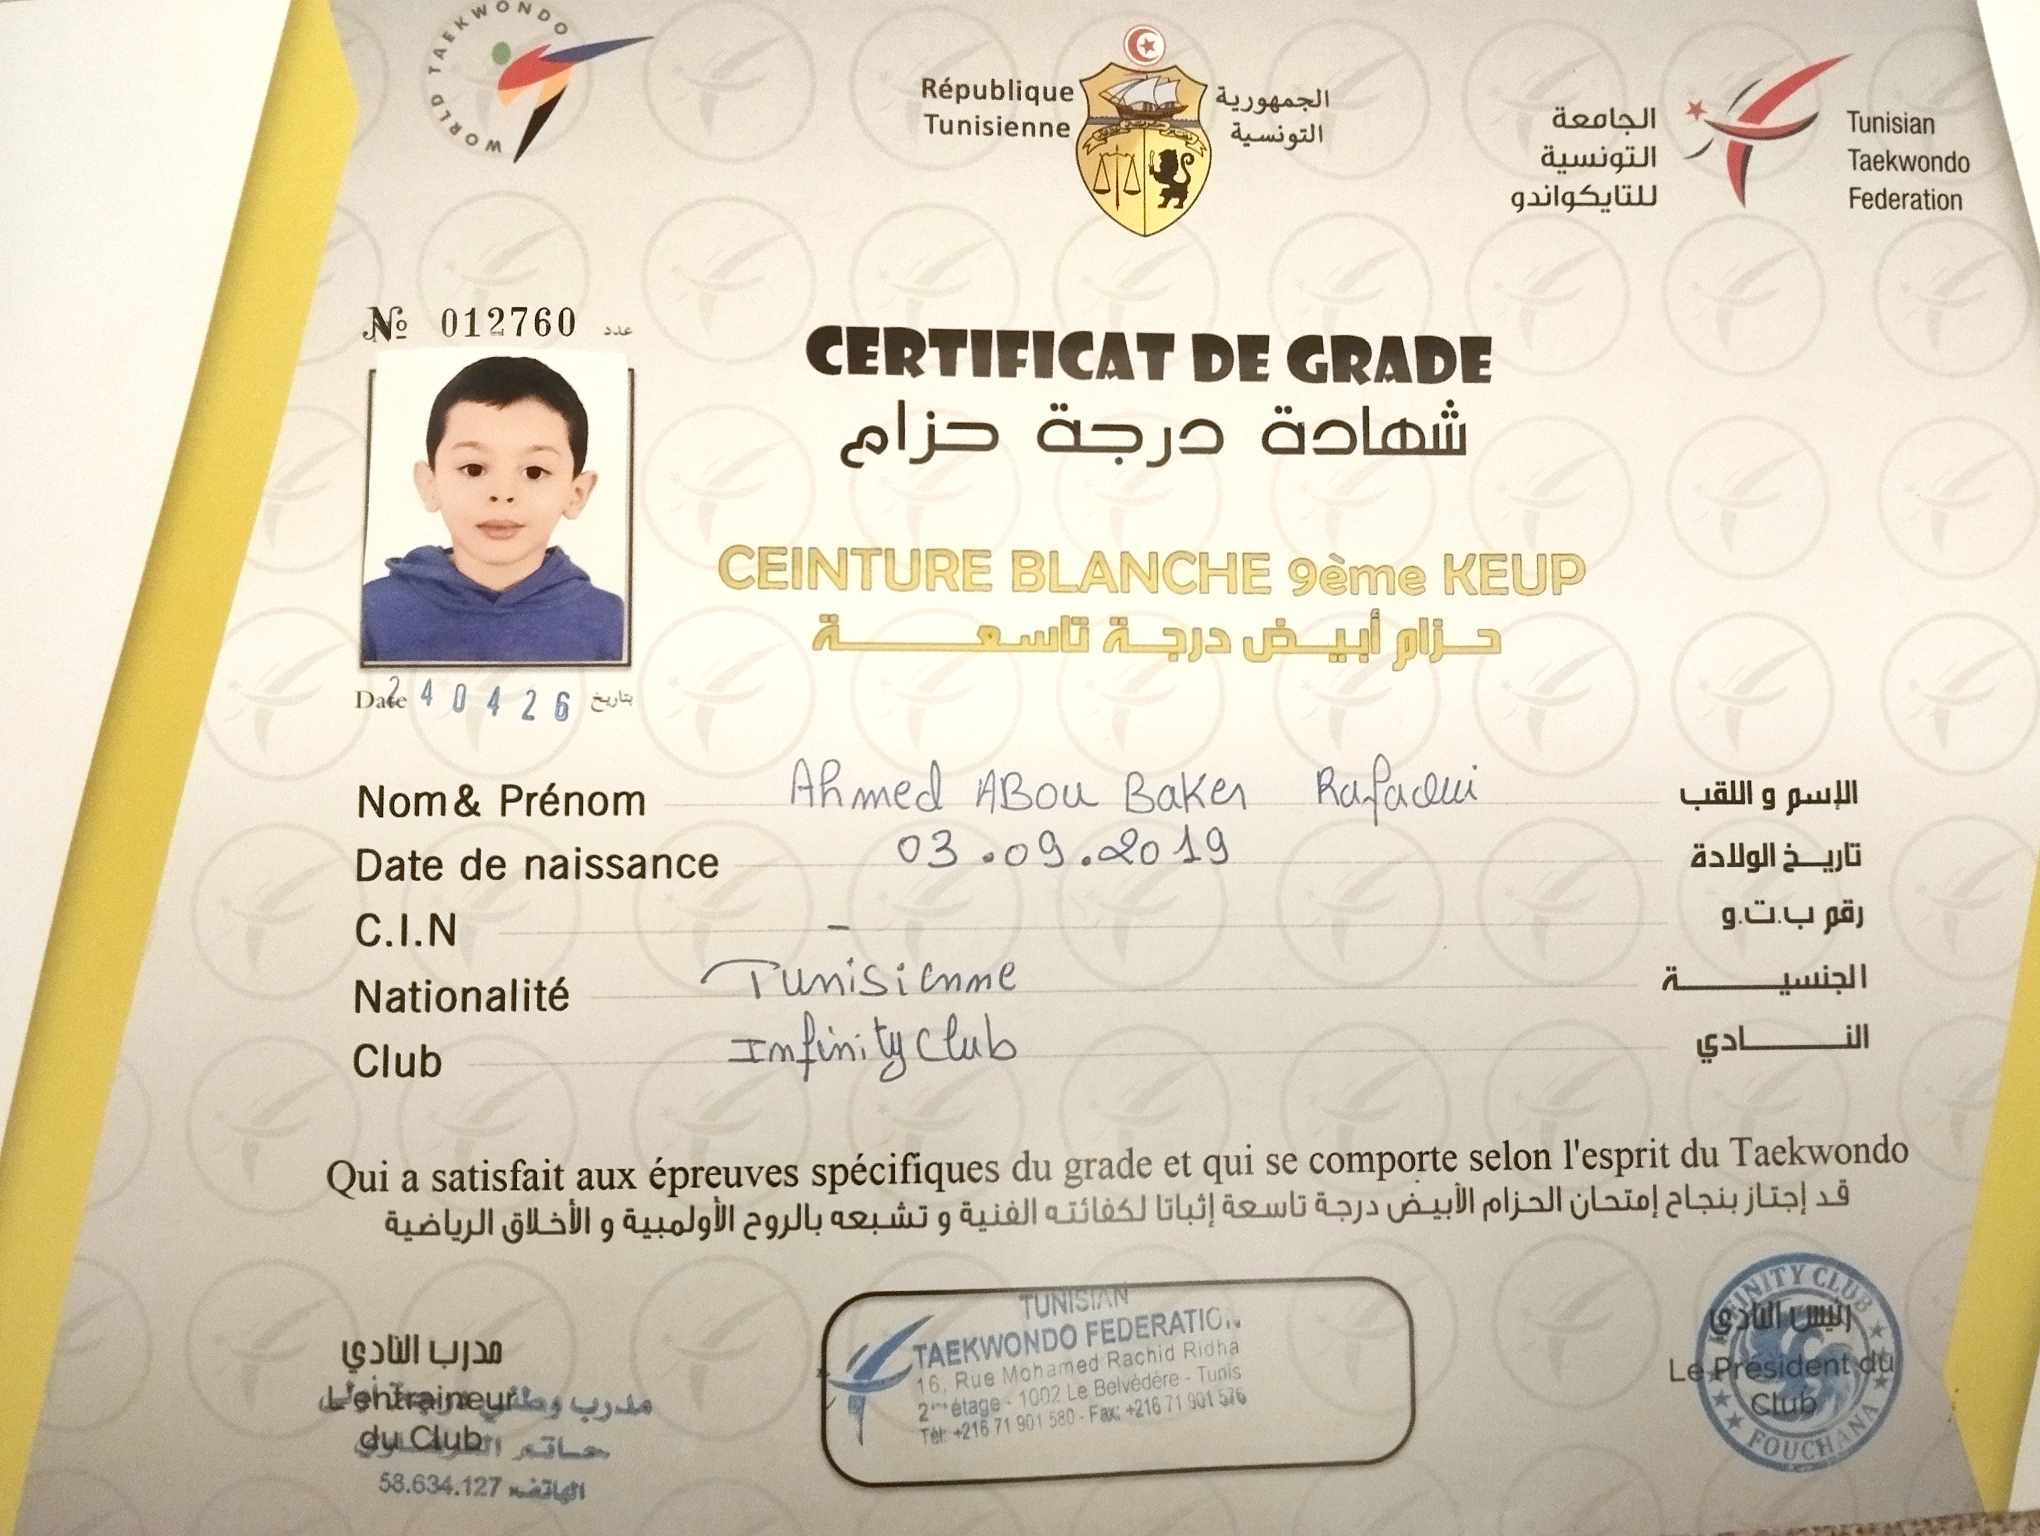 WORLD TAEKWONDO
République
Tunisienne
الجمهورية
التونسية
الجامعة
التونسية
للتايكواندو
Tunisian
Taekwondo
Federation
№ 012760 عدد
CERTIFICAT DE GRADE
شهادة درجة حزام
CEINTURE BLANCHE 9ème KEUP
حزام أبيض درجة تاسعة
Date 240426 بتاريخ
Nom& Prénom Ahmed ABou Baker Rafaoui الإسم و اللقب
Date de naissance 03.09.2019 تاريخ الولادة
C.I.N - رقم ب.ت.و
Nationalité Tunisienne الجنسية
Club Infinity Club النادي
Qui a satisfait aux épreuves spécifiques du grade et qui se comporte selon l'esprit du Taekwondo
قد إجتاز بنجاح إمتحان الحزام الأبيض درجة تاسعة إثباتا لكفائته الفنية و تشبعه بالروح الأولمبية و الأخلاق الرياضية
مدرب النادي
L'entraineur
du Club
مدرب وطني درجة
حاتم
الهاتف 58.634.127
TUNISIAN
TAEKWONDO FEDERATION
16, Rue Mohamed Rachid Ridha
2ème étage - 1002 Le Belvédère - Tunis
Tél: +216 71 901 580 - Fax: +216 71 901 576
INFINITY CLUB
رئيس النادي
Le Président du
Club
FOUCHANA